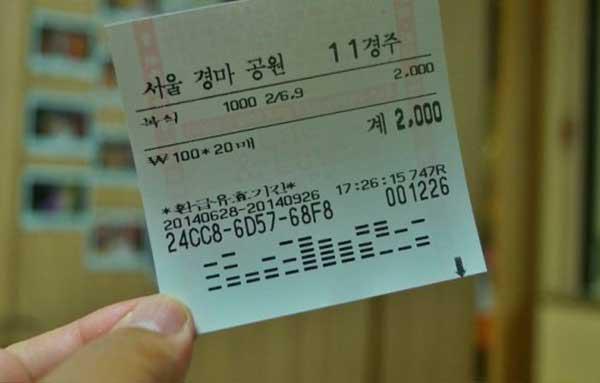 서울 경마 공원 11경주
복식 1000 2/6,9 2,000
₩100*20매 계 2,000
*환급유효기간*
20140628-20140926 17:26:15 747R
24CC8-6D57-68F8 001226